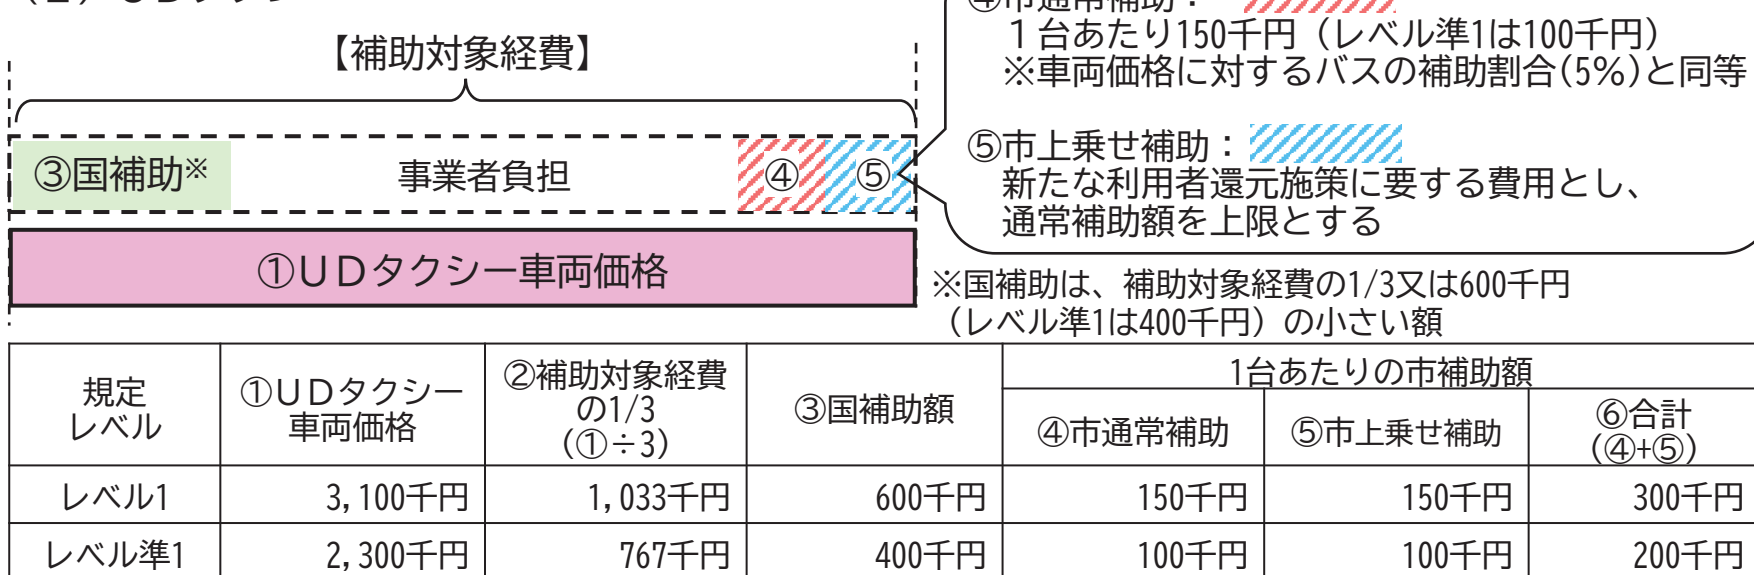 （２）ＵＤタクシー
④市通常補助：
１台あたり150千円（レベル準1は100千円）
※車両価格に対するバスの補助割合(5%)と同等
⑤市上乗せ補助：
新たな利用者還元施策に要する費用とし、
通常補助額を上限とする
【補助対象経費】
③国補助※ 事業者負担 ④ ⑤
①ＵＤタクシー車両価格
※国補助は、補助対象経費の1/3又は600千円
（レベル準1は400千円）の小さい額
規定
レベル
①ＵＤタクシー
車両価格
②補助対象経費
の1/3
(①÷3)
③国補助額
1台あたりの市補助額
④市通常補助
⑤市上乗せ補助
⑥合計
(④+⑤)
レベル1 3,100千円 1,033千円 600千円 150千円 150千円 300千円
レベル準1 2,300千円 767千円 400千円 100千円 100千円 200千円